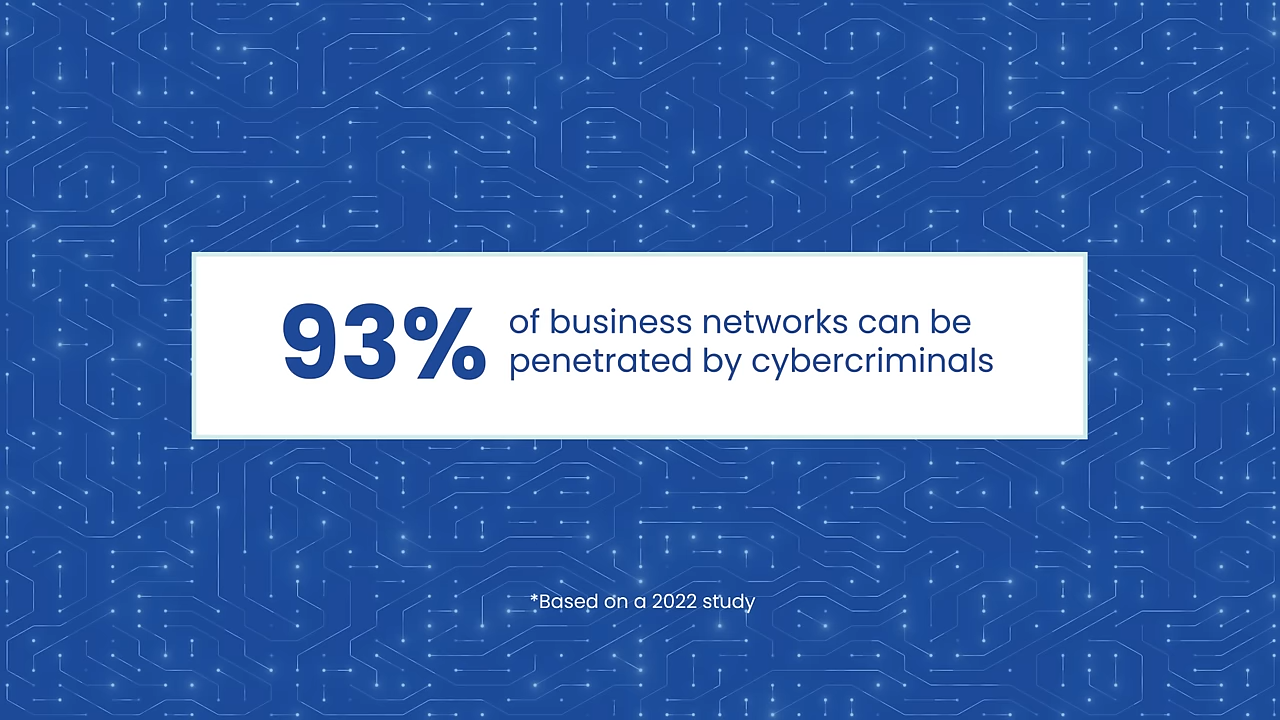 93%
of business networks can be
penetrated by cybercriminals
*Based on a 2022 study